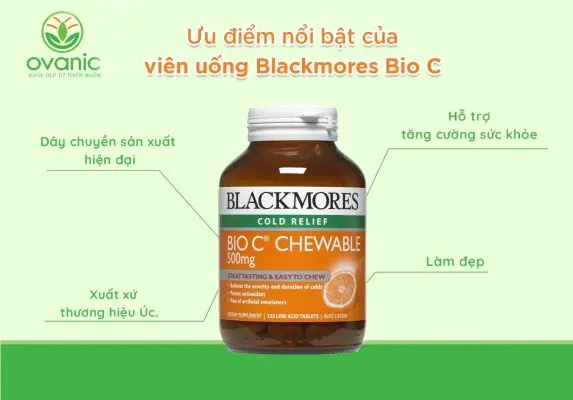 ovanic
KHỎE ĐẸP TỪ THIÊN NHIÊN
Ưu điểm nổi bật của
viên uống Blackmores Bio C
Dây chuyền sản xuất
hiện đại
Hỗ trợ
tăng cường sức khỏe
Xuất xứ
thương hiệu Úc.
Làm đẹp
BLACKMORES
COLD RELIEF
BIO C® CHEWABLE
500mg
GREAT TASTING & EASY TO CHEW
• Reduces the severity and duration of colds
• Potent antioxidant
• Free of artificial sweeteners
DIETARY SUPPLEMENT | 125 LOW ACID TABLETS |